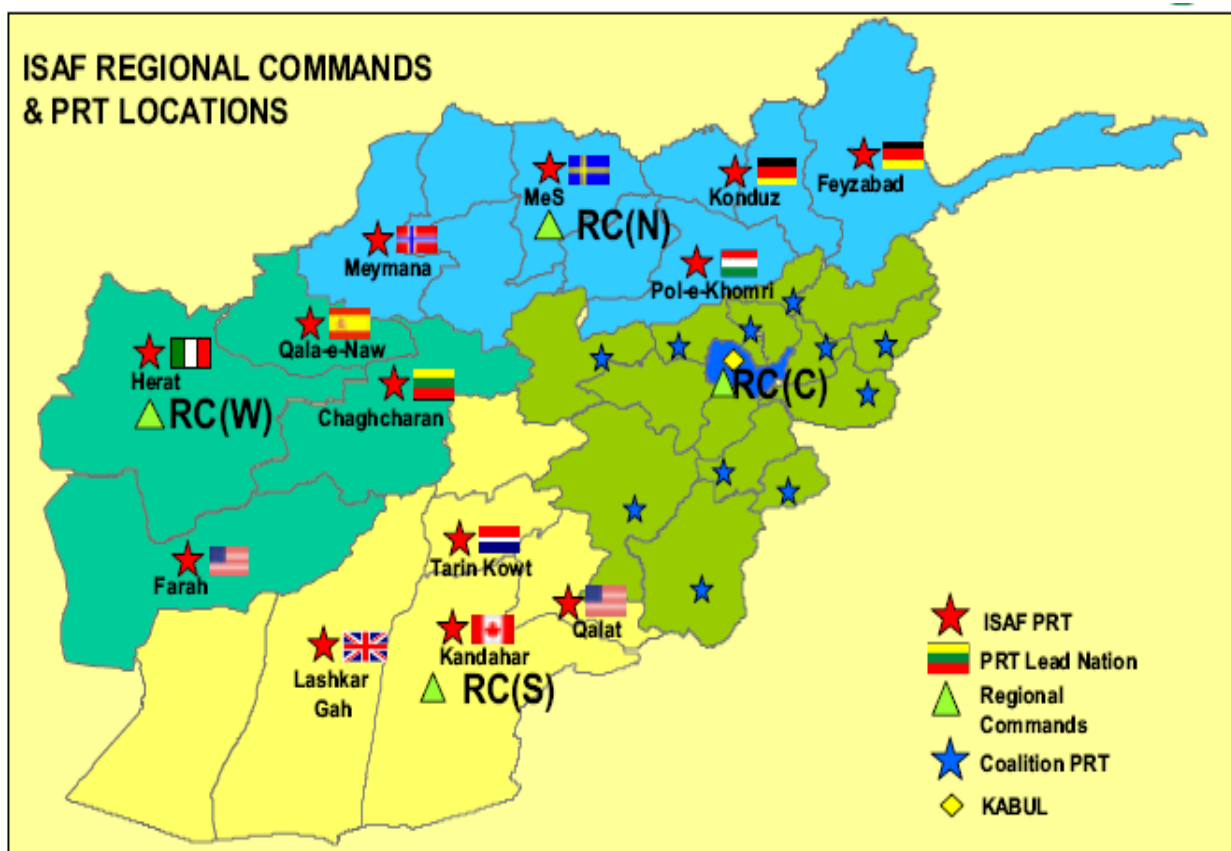 ISAF REGIONAL COMMANDS
& PRT LOCATIONS
MeS
Konduz
Feyzabad
RC(N)
Meymana
Pol-e-Khomri
Qala-e-Naw
Herat
RC(W)
Chaghcharan
RC(C)
Farah
Tarin Kowt
Qalat
Lashkar
Gah
Kandahar
RC(S)
ISAF PRT
PRT Lead Nation
Regional
Commands
Coalition PRT
KABUL